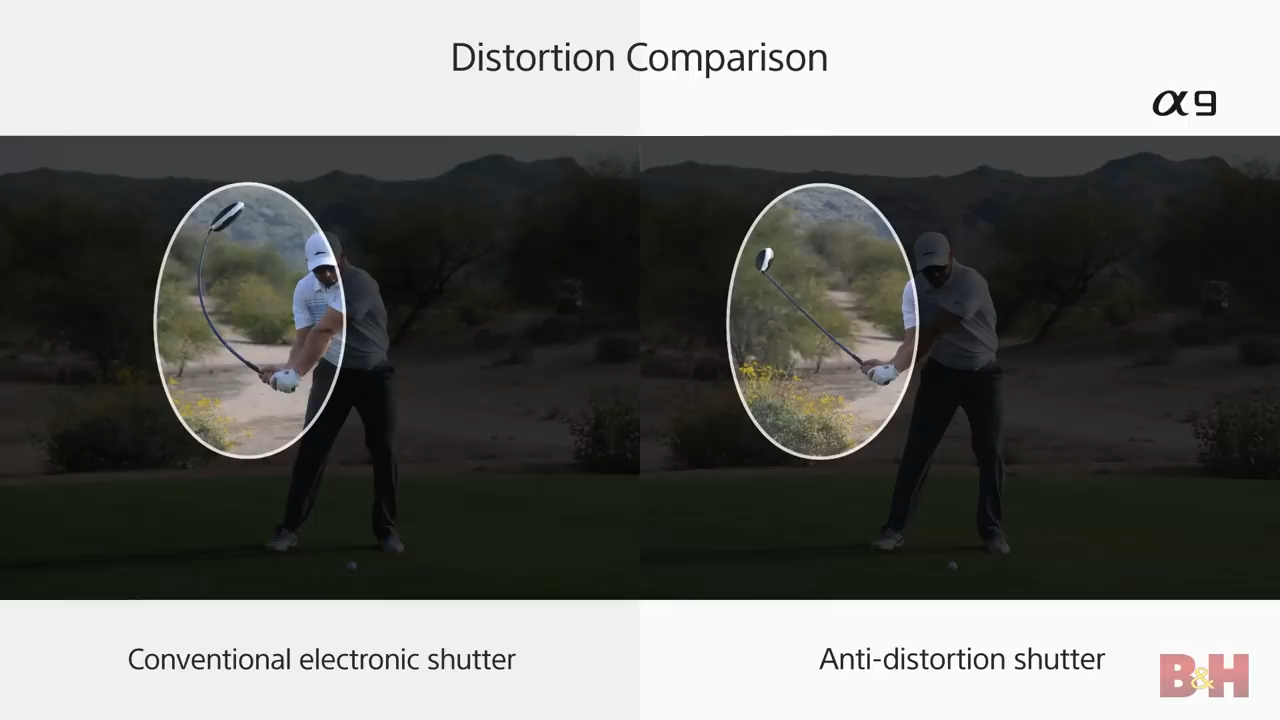 Distortion Comparison
α9
Conventional electronic shutter
Anti-distortion shutter
B&H